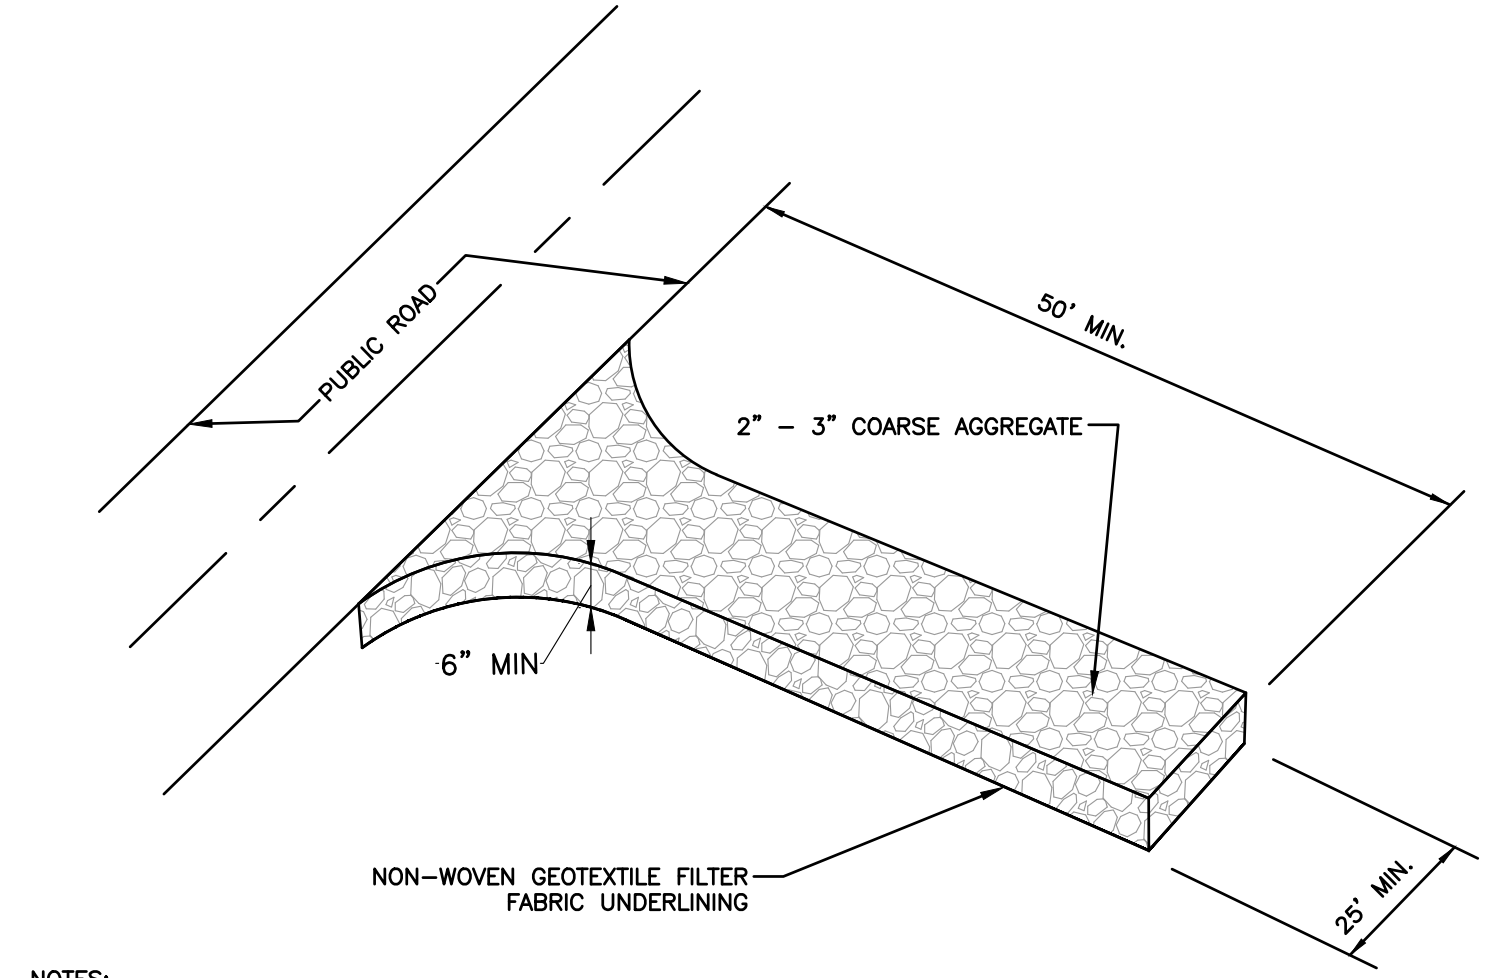 50' MIN.
PUBLIC ROAD
2" – 3" COARSE AGGREGATE
6" MIN
NON–WOVEN GEOTEXTILE FILTER
FABRIC UNDERLINING
25' MIN.
NOTES: